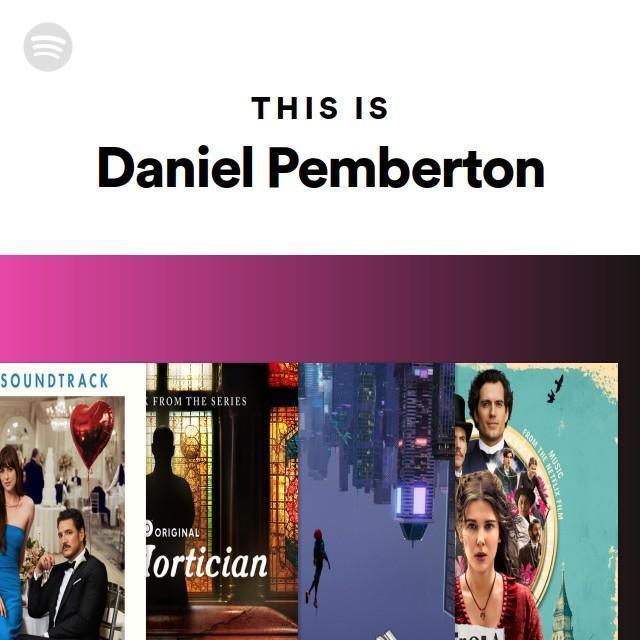 THIS IS
Daniel Pemberton
SOUNDTRACK
FROM THE SERIES
ORIGINAL
ortician
MUSIC
FROM THE NETFLIX FILM